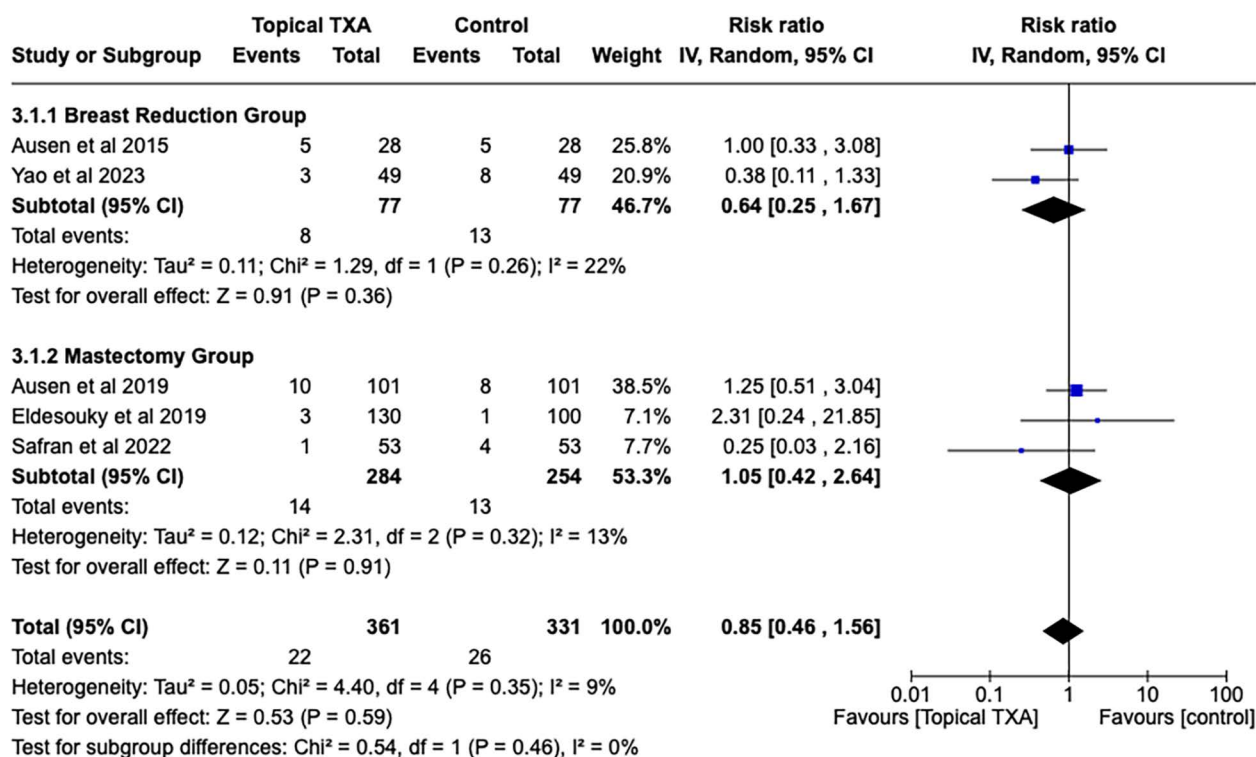 Topical TXA Control Risk ratio Risk ratio
Study or Subgroup Events Total Events Total Weight IV, Random, 95% CI IV, Random, 95% CI
3.1.1 Breast Reduction Group
Ausen et al 2015 5 28 5 28 25.8% 1.00 [0.33 , 3.08]
Yao et al 2023 3 49 8 49 20.9% 0.38 [0.11 , 1.33]
Subtotal (95% CI) 77 77 46.7% 0.64 [0.25 , 1.67]
Total events: 8 13
Heterogeneity: Tau² = 0.11; Chi² = 1.29, df = 1 (P = 0.26); I² = 22%
Test for overall effect: Z = 0.91 (P = 0.36)
3.1.2 Mastectomy Group
Ausen et al 2019 10 101 8 101 38.5% 1.25 [0.51 , 3.04]
Eldesouky et al 2019 3 130 1 100 7.1% 2.31 [0.24 , 21.85]
Safran et al 2022 1 53 4 53 7.7% 0.25 [0.03 , 2.16]
Subtotal (95% CI) 284 254 53.3% 1.05 [0.42 , 2.64]
Total events: 14 13
Heterogeneity: Tau² = 0.12; Chi² = 2.31, df = 2 (P = 0.32); I² = 13%
Test for overall effect: Z = 0.11 (P = 0.91)
Total (95% CI) 361 331 100.0% 0.85 [0.46 , 1.56]
Total events: 22 26
Heterogeneity: Tau² = 0.05; Chi² = 4.40, df = 4 (P = 0.35); I² = 9%
Test for overall effect: Z = 0.53 (P = 0.59)
Test for subgroup differences: Chi² = 0.54, df = 1 (P = 0.46), I² = 0%
0.01 0.1 1 10 100
Favours [Topical TXA] Favours [control]